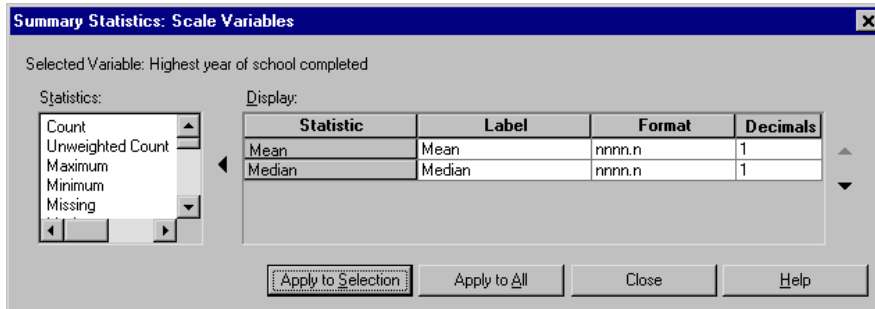 Summary Statistics: Scale Variables
Selected Variable: Highest year of school completed
Statistics:
Display:
Count
Unweighted Count
Maximum
Minimum
Missing
Statistic Label Format Decimals
Mean Mean nnnn.n 1
Median Median nnnn.n 1
Apply to Selection Apply to All Close Help